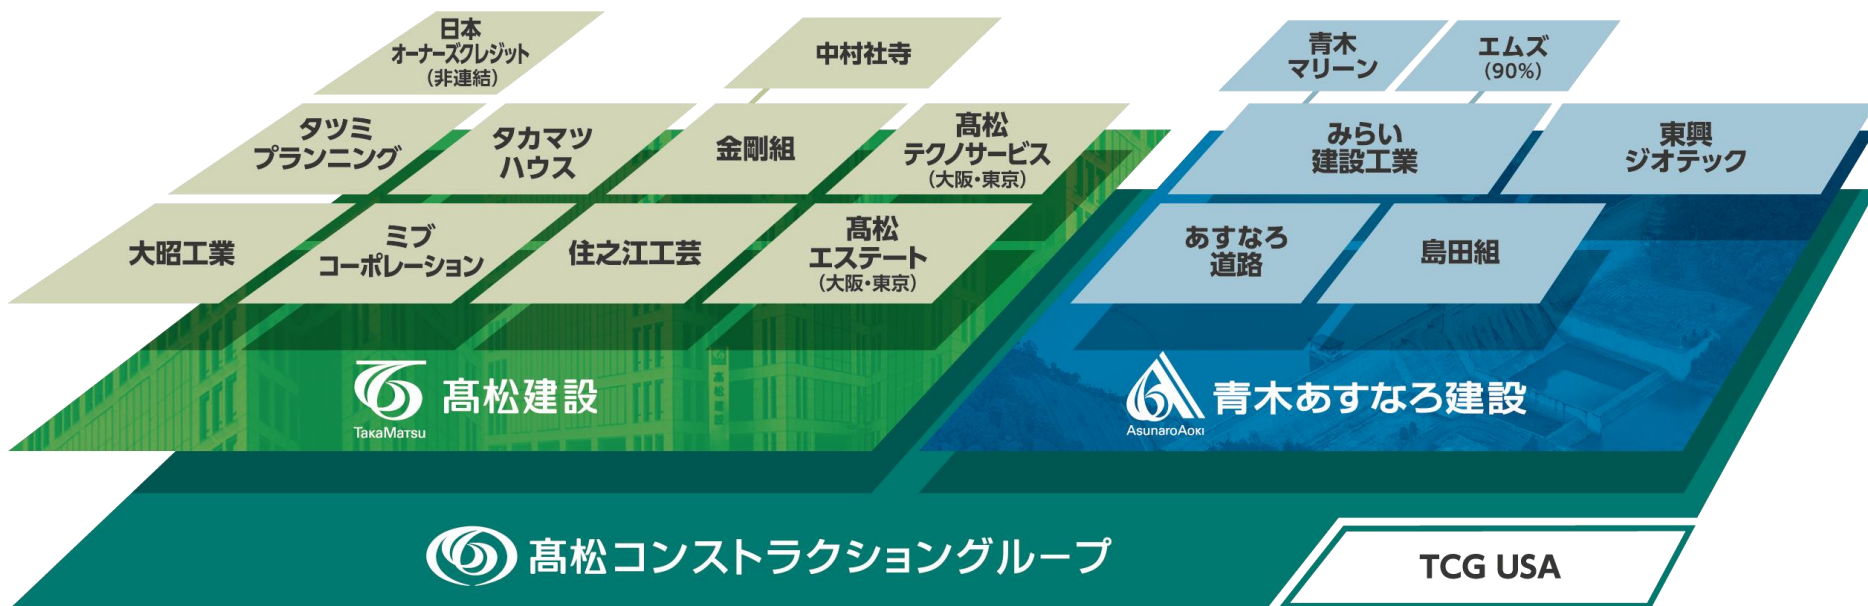 日本
オーナーズクレジット
(非連結)
中村社寺
青木
マリーン
エムズ
(90%)
タツミ
プランニング
タカマツ
ハウス
金剛組
髙松
テクノサービス
(大阪・東京)
みらい
建設工業
東興
ジオテック
大昭工業
ミブ
コーポレーション
住之江工芸
髙松
エステート
(大阪・東京)
あすなろ
道路
島田組
髙松建設
TAKAMATSU
青木あすなろ建設
ASUNAROAOKI
髙松建設
髙松コンストラクショングループ
TCG USA